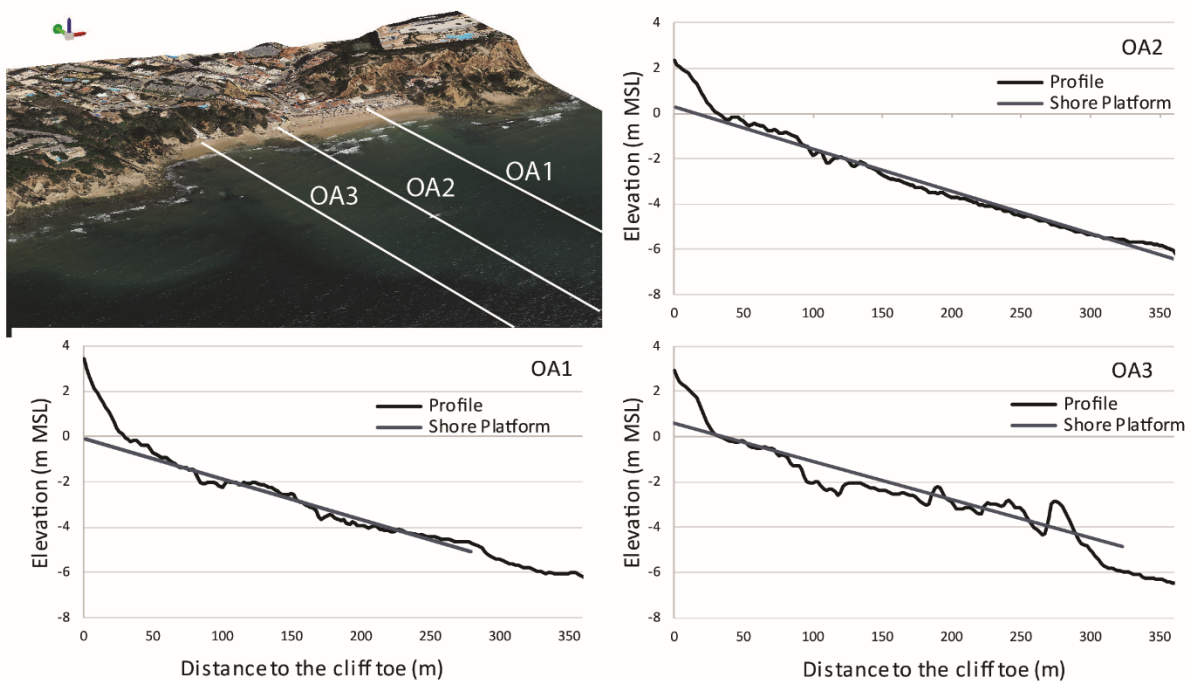 OA1
OA2
OA3
OA2
Profile
Shore Platform
Elevation (m MSL)
4
2
0
-2
-4
-6
-8
0 50 100 150 200 250 300 350
OA1
Profile
Shore Platform
Elevation (m MSL)
4
2
0
-2
-4
-6
-8
0 50 100 150 200 250 300 350
Distance to the cliff toe (m)
OA3
Profile
Shore Platform
Elevation (m MSL)
4
2
0
-2
-4
-6
-8
0 50 100 150 200 250 300 350
Distance to the cliff toe (m)